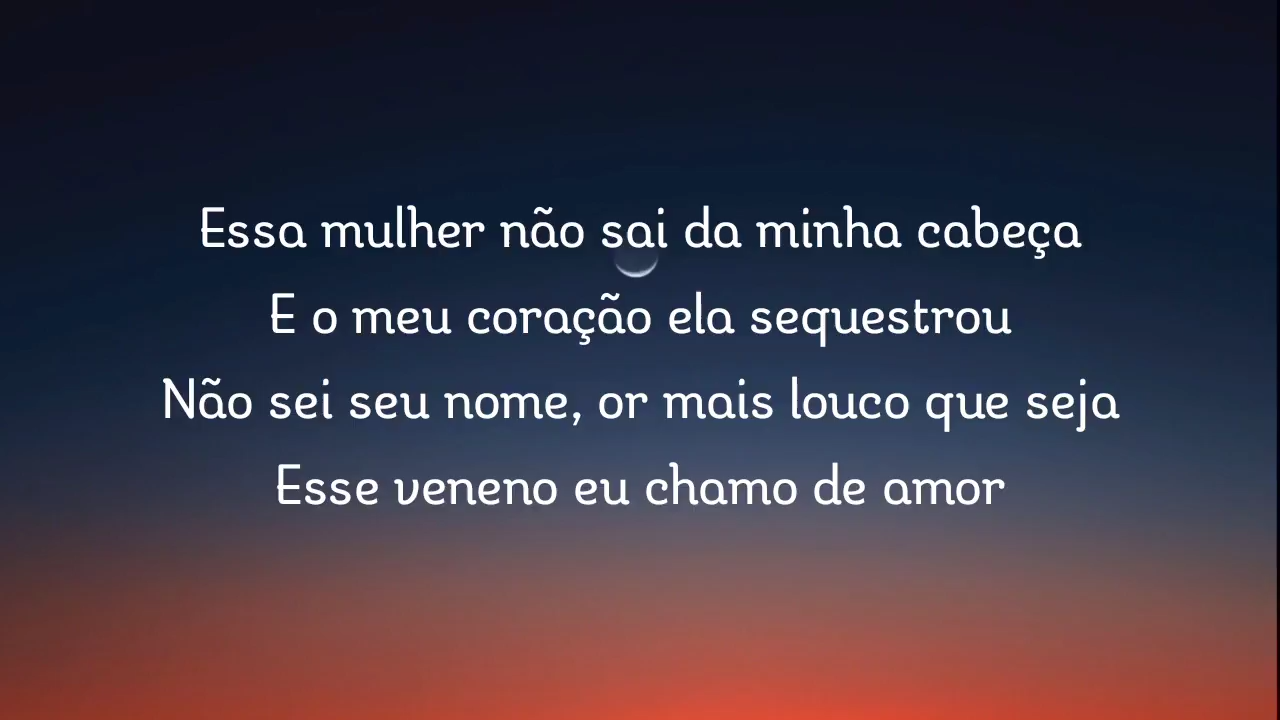 Essa mulher não sai da minha cabeça
E o meu coração ela sequestrou
Não sei seu nome, or mais louco que seja
Esse veneno eu chamo de amor